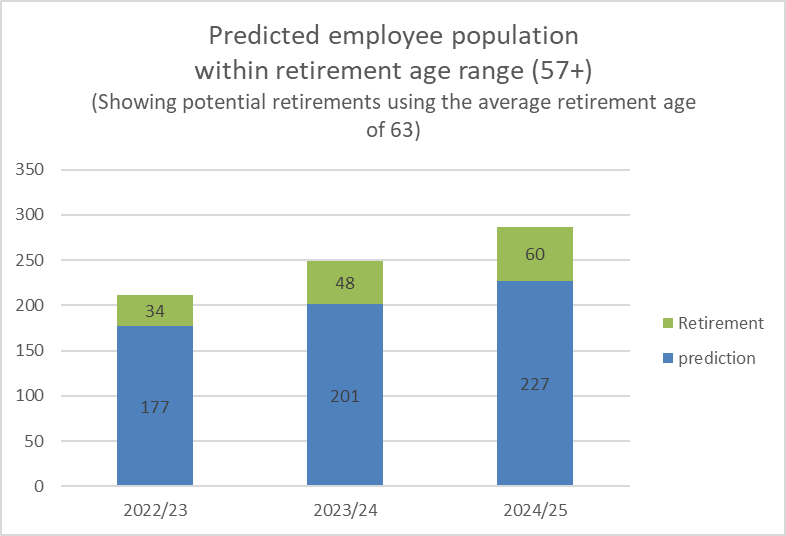 Predicted employee population
within retirement age range (57+)
(Showing potential retirements using the average retirement age
of 63)
350
300
250
200
150
100
50
0
34
177
48
201
60
227
2022/23
2023/24
2024/25
Retirement
prediction